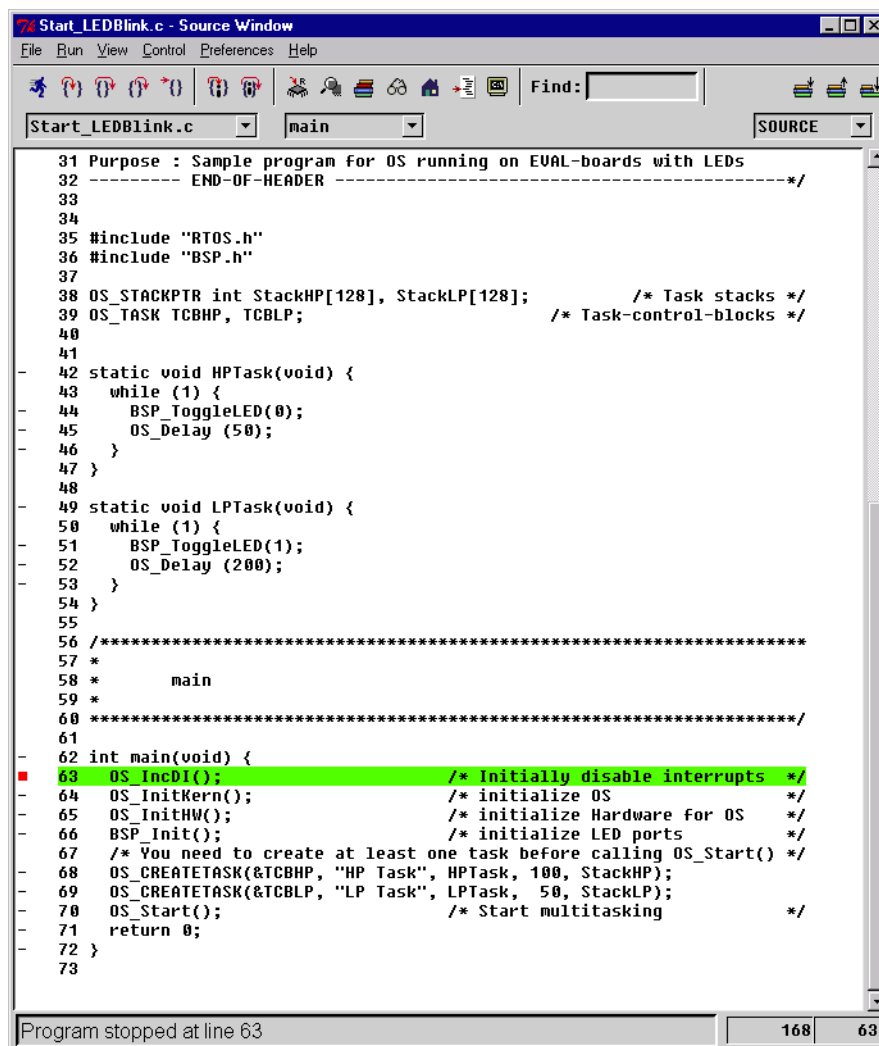 Start_LEDBlink.c - Source Window
File Run View Control Preferences Help
Find:
Start_LEDBlink.c main SOURCE
31 Purpose : Sample program for OS running on EVAL-boards with LEDs
32 --------- END-OF-HEADER --------------------------------------------*/
33
34
35 #include "RTOS.h"
36 #include "BSP.h"
37
38 OS_STACKPTR int StackHP[128], StackLP[128];          /* Task stacks */
39 OS_TASK TCBHP, TCBLP;                        /* Task-control-blocks */
40
41
42 static void HPTask(void) {
43   while (1) {
44     BSP_ToggleLED(0);
45     OS_Delay (50);
46   }
47 }
48
49 static void LPTask(void) {
50   while (1) {
51     BSP_ToggleLED(1);
52     OS_Delay (200);
53   }
54 }
55
56 /*********************************************************************
57 *
58 *       main
59 *
60 *********************************************************************/
61
62 int main(void) {
63   OS_IncDI();                      /* Initially disable interrupts  */
64   OS_InitKern();                   /* initialize OS                 */
65   OS_InitHW();                     /* initialize Hardware for OS    */
66   BSP_Init();                      /* initialize LED ports          */
67   /* You need to create at least one task before calling OS_Start() */
68   OS_CREATETASK(&TCBHP, "HP Task", HPTask, 100, StackHP);
69   OS_CREATETASK(&TCBLP, "LP Task", LPTask,  50, StackLP);
70   OS_Start();                      /* Start multitasking            */
71   return 0;
72 }
73
Program stopped at line 63 168 63